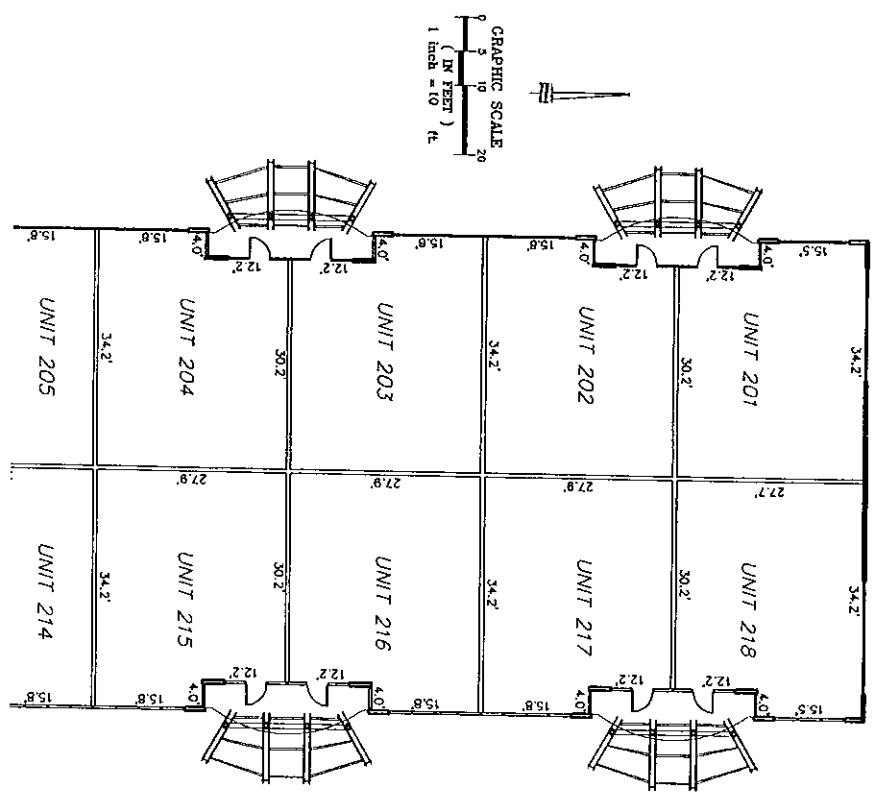 GRAPHIC SCALE
0 5 10 20
( IN FEET )
1 inch = 10 ft
15.8' 15.8' 4.0' 12.2' 12.2' 4.0' 15.8' 15.8' 4.0' 12.2' 12.2' 4.0' 15.5'
UNIT 205
34.2'
UNIT 204
30.2'
UNIT 203
34.2'
UNIT 202
30.2'
UNIT 201
34.2'
27.9' 27.9' 27.9' 27.7'
UNIT 214
34.2'
UNIT 215
30.2'
UNIT 216
34.2'
UNIT 217
30.2'
UNIT 218
34.2'
15.8' 15.8' 4.0' 12.2' 12.2' 4.0' 15.8' 15.8' 4.0' 12.2' 12.2' 4.0' 15.5'